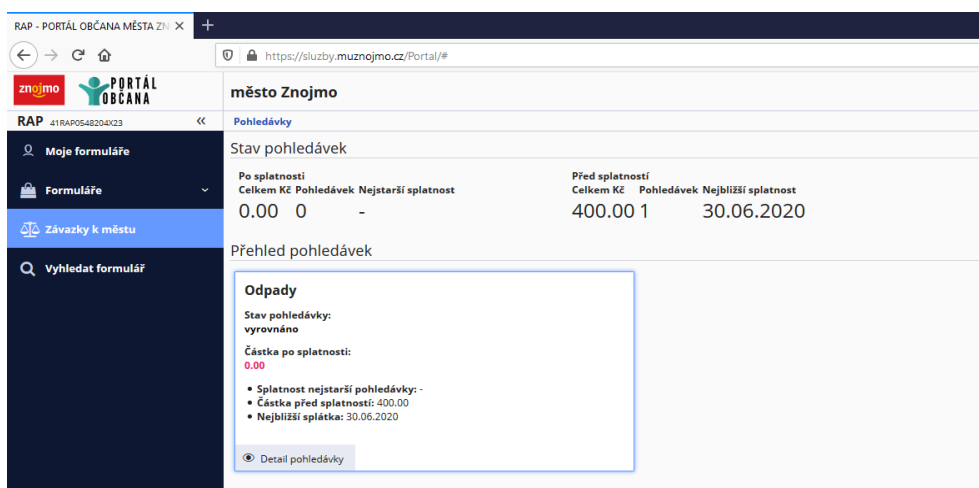 RAP - PORTÁL OBČANA MĚSTA ZN
https://sluzby.muznojmo.cz/Portal/#
znojmo
PORTÁL
OBČANA
město Znojmo
RAP 41RAP0548204X23
Pohledávky
Moje formuláře
Formuláře
Závazky k městu
Vyhledat formulář
Stav pohledávek
Po splatnosti
Celkem Kč Pohledávek Nejstarší splatnost
0.00 0 -
Před splatností
Celkem Kč Pohledávek Nejbližší splatnost
400.00 1 30.06.2020
Přehled pohledávek
Odpady
Stav pohledávky:
vyrovnáno
Částka po splatnosti:
0.00
• Splatnost nejstarší pohledávky: -
• Částka před splatností: 400.00
• Nejbližší splátka: 30.06.2020
Detail pohledávky